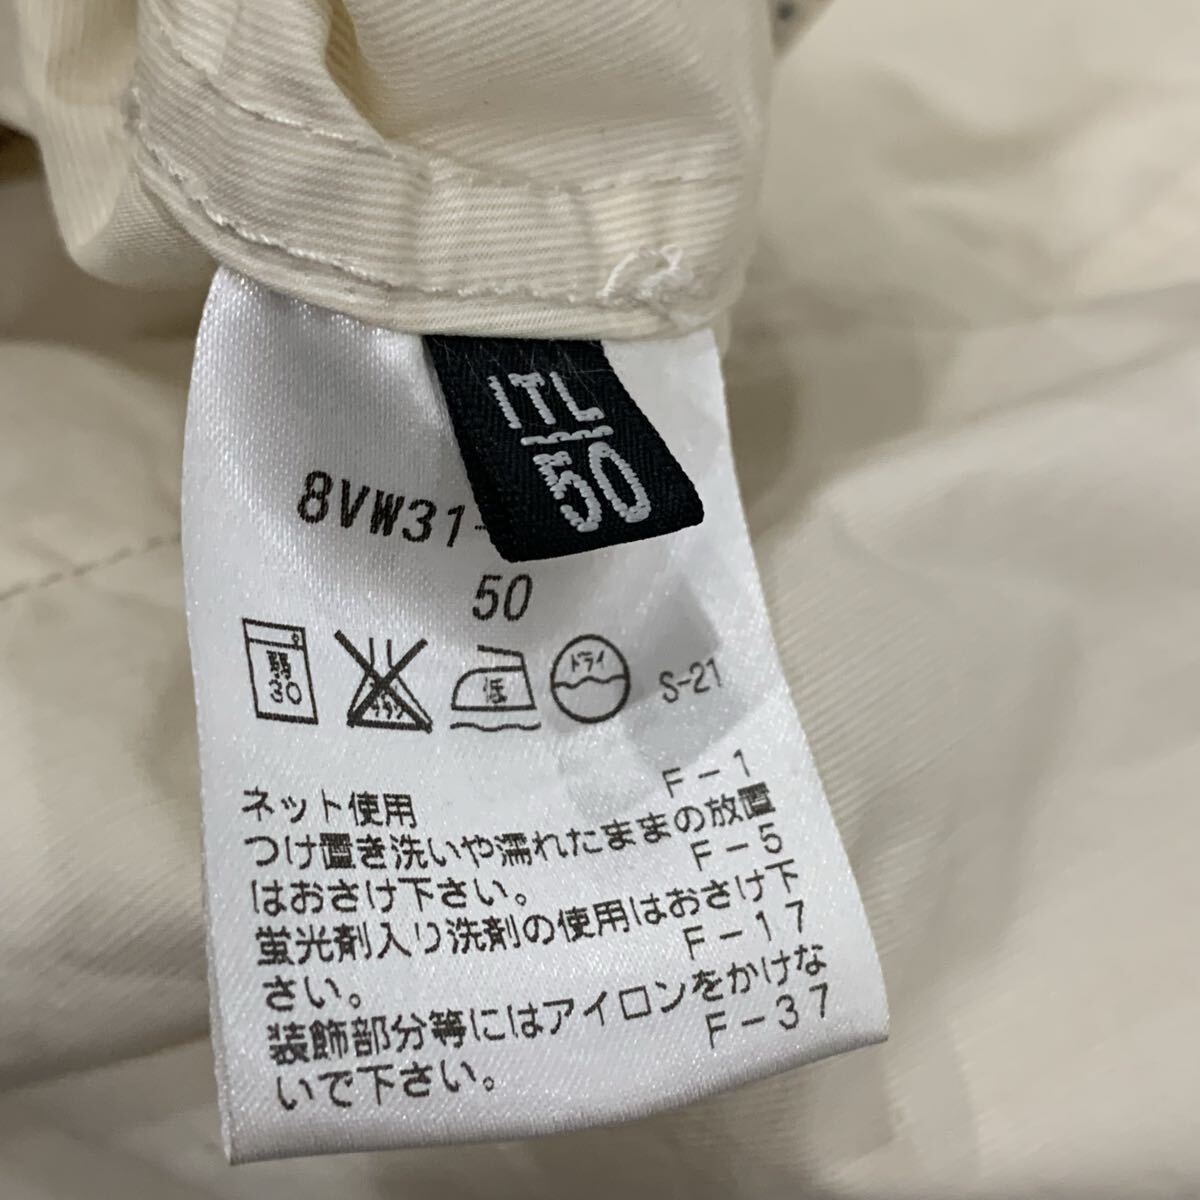 ITL
50
8VW31-
50
低
ドライ
S-21
F-1
ネット使用
つけ置き洗いや濡れたままの放置
F-5
はおさけ下さい。
蛍光剤入り洗剤の使用はおさけ下
F-17
さい。
装飾部分等にはアイロンをかけな
F-37
いで下さい。